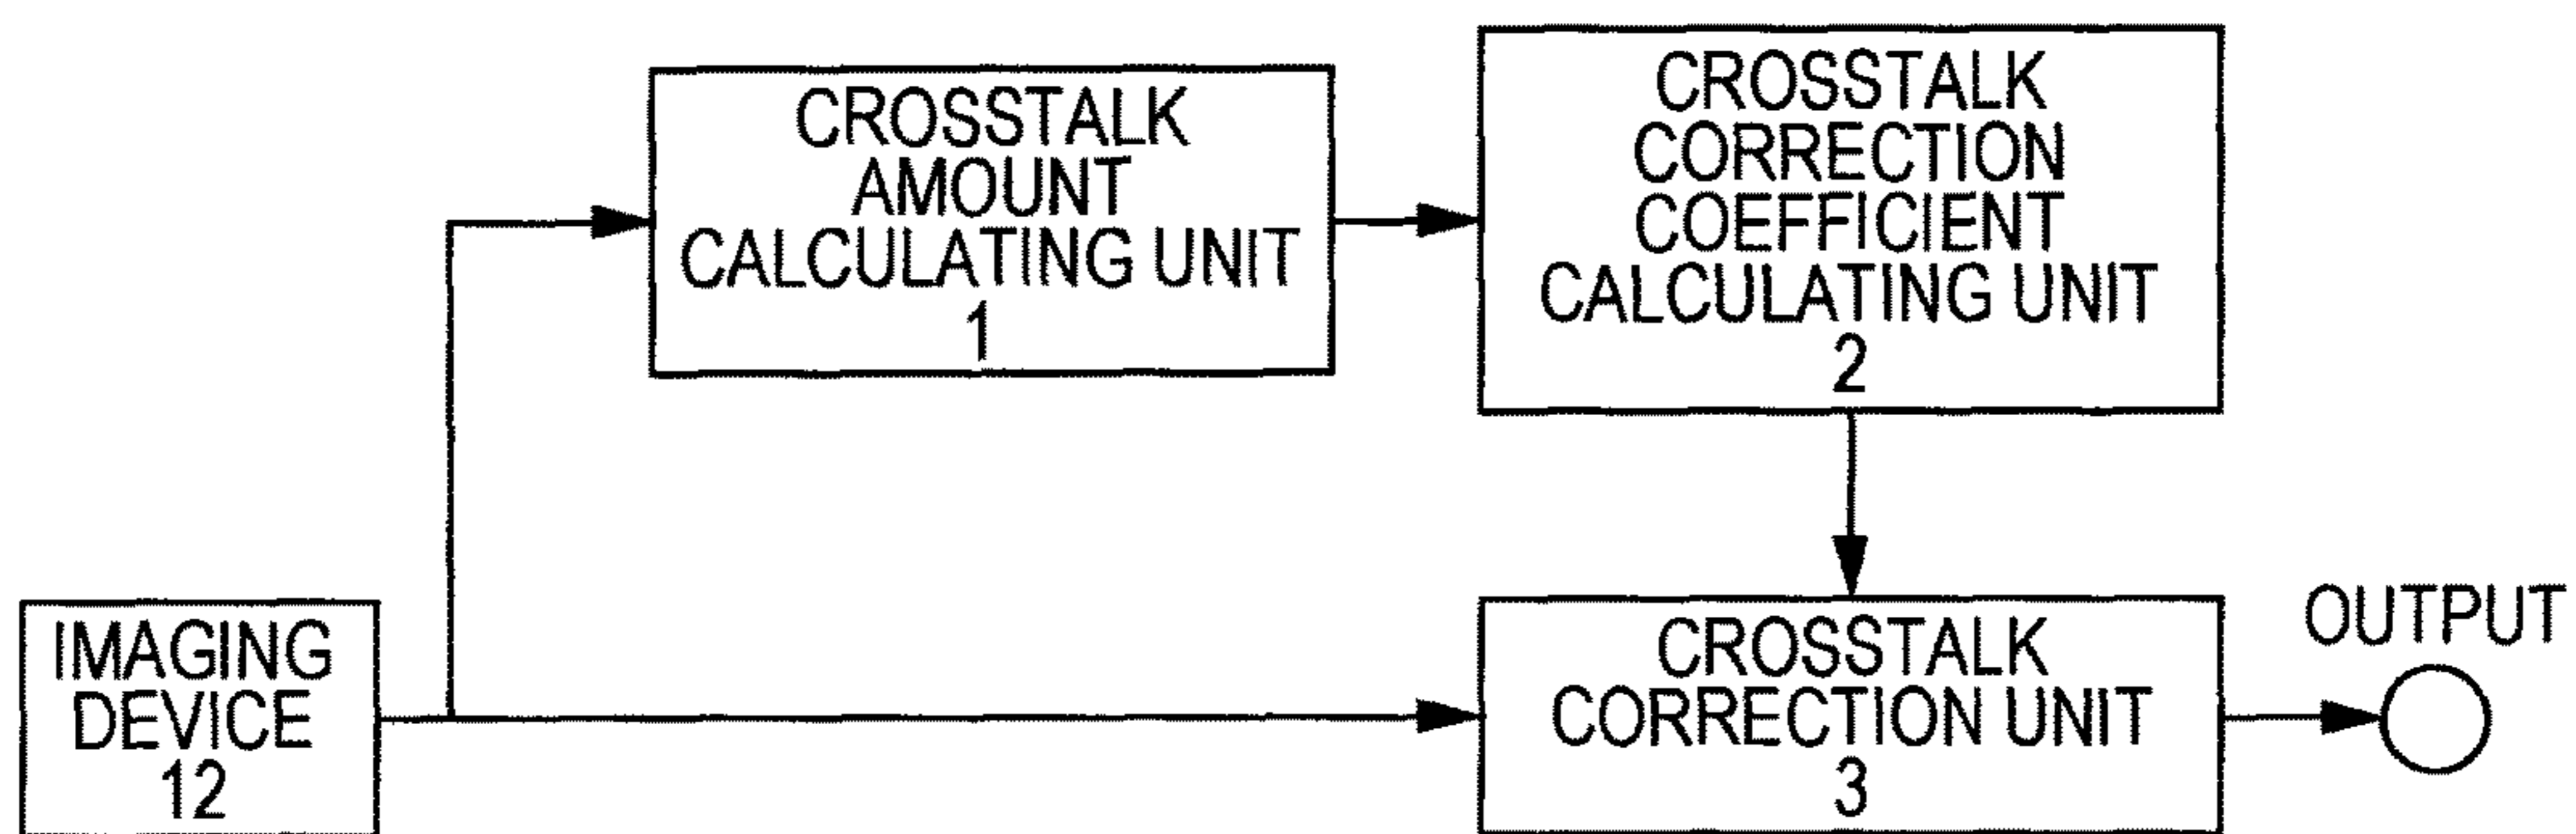 CROSSTALK
AMOUNT
CALCULATING UNIT
1
CROSSTALK
CORRECTION
COEFFICIENT
CALCULATING UNIT
2
IMAGING
DEVICE
12
CROSSTALK
CORRECTION UNIT
3
OUTPUT